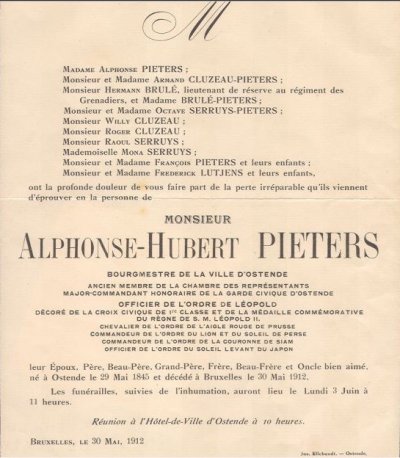 M
Madame Alphonse PIETERS ;
Monsieur et Madame Armand CLUZEAU-PIETERS ;
Monsieur Hermann BRULÉ, lieutenant de réserve au régiment des
Grenadiers, et Madame BRULÉ-PIETERS ;
Monsieur et Madame Octave SERRUYS-PIETERS ;
Monsieur Willy CLUZEAU ;
Monsieur Roger CLUZEAU ;
Monsieur Raoul SERRUYS ;
Mademoiselle Mona SERRUYS ;
Monsieur et Madame François PIETERS et leurs enfants ;
Monsieur et Madame Frederick LUTJENS et leurs enfants,
ont la profonde douleur de vous faire part de la perte irréparable qu'ils viennent
d'éprouver en la personne de
MONSIEUR
ALPHONSE-HUBERT PIETERS
BOURGMESTRE DE LA VILLE D'OSTENDE
ANCIEN MEMBRE DE LA CHAMBRE DES REPRÉSENTANTS
MAJOR-COMMANDANT HONORAIRE DE LA GARDE CIVIQUE D'OSTENDE
OFFICIER DE L'ORDRE DE LÉOPOLD
DÉCORÉ DE LA CROIX CIVIQUE DE 1re CLASSE ET DE LA MÉDAILLE COMMÉMORATIVE
DU RÈGNE DE S. M. LÉOPOLD II.
CHEVALIER DE L'ORDRE DE L'AIGLE ROUGE DE PRUSSE
COMMANDEUR DE L'ORDRE DU LION ET DU SOLEIL DE PERSE
COMMANDEUR DE L'ORDRE DE LA COURONNE DE SIAM
OFFICIER DE L'ORDRE DU SOLEIL LEVANT DU JAPON
leur Époux, Père, Beau-Père, Grand-Père, Frère, Beau-Frère et Oncle bien aimé,
né à Ostende le 29 Mai 1845 et décédé à Bruxelles le 30 Mai 1912.
Les funérailles, suivies de l'inhumation, auront lieu le Lundi 3 Juin à
11 heures.
Réunion à l'Hôtel-de-Ville d'Ostende à 10 heures.
Bruxelles, le 30 Mai, 1912
Jos. Elleboudt. — Ostende.